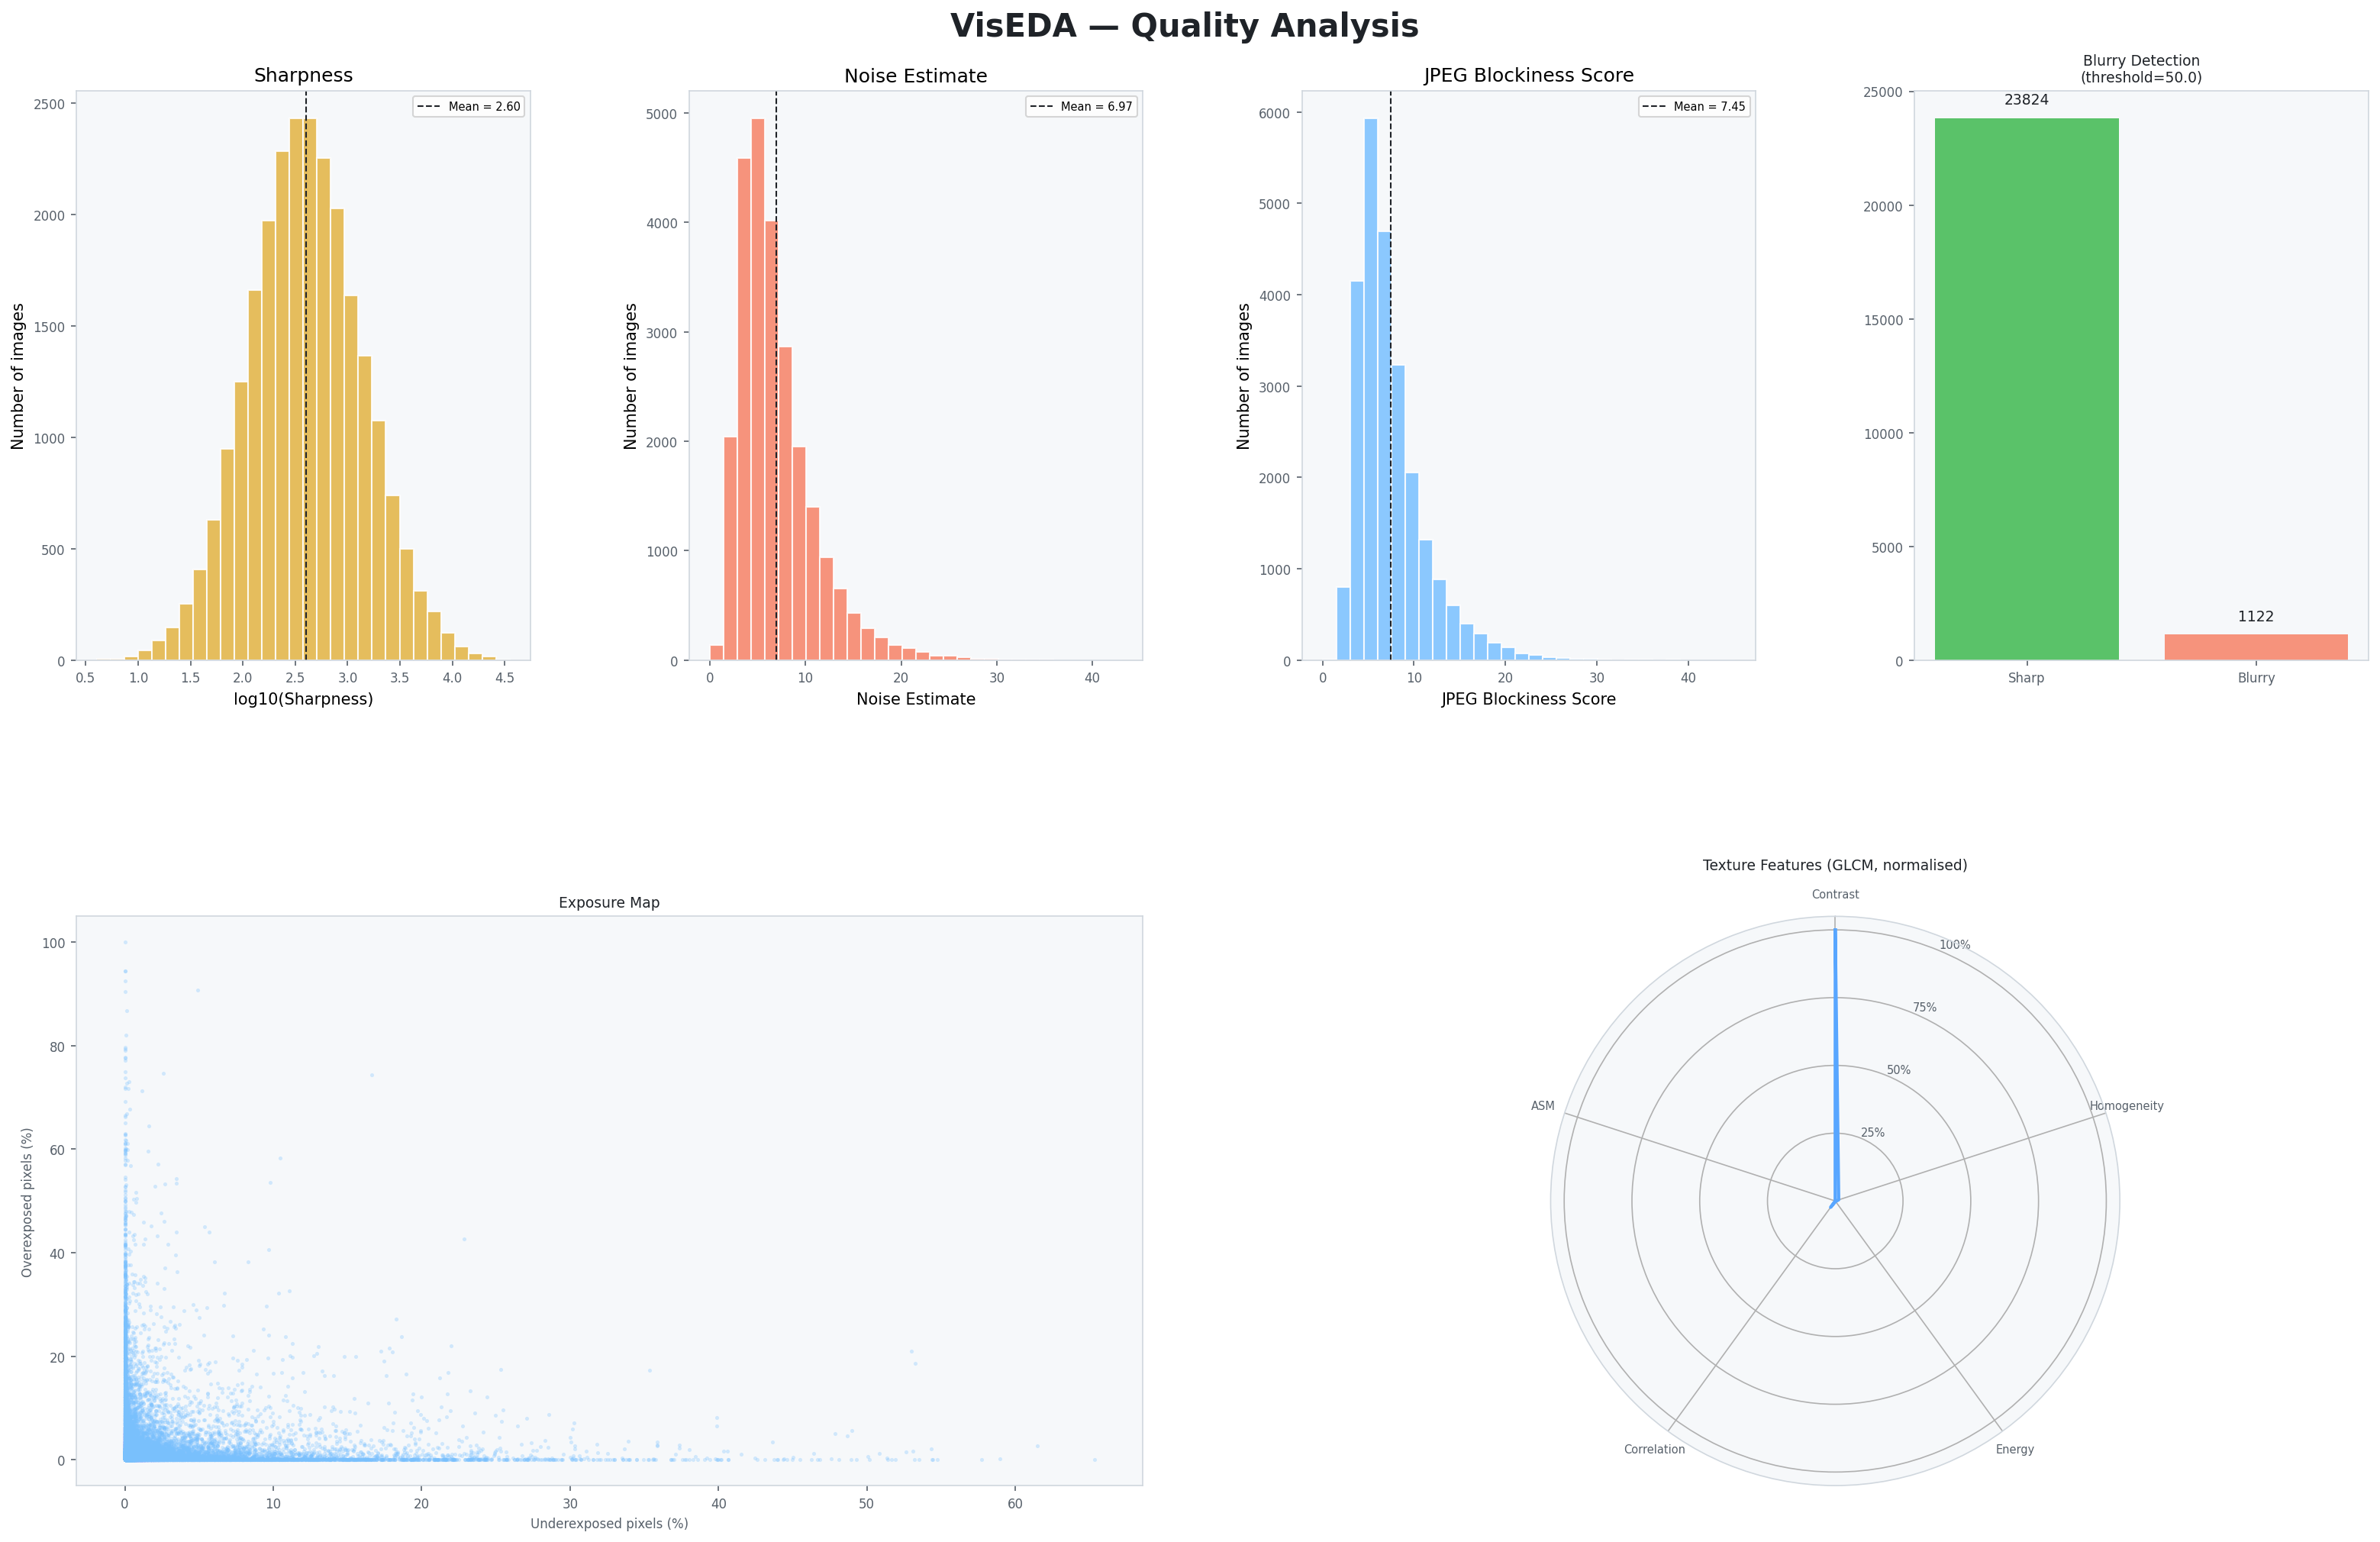 VisEDA — Quality Analysis
Sharpness
Number of images
2500
2000
1500
1000
500
0
Mean = 2.60
0.5 1.0 1.5 2.0 2.5 3.0 3.5 4.0 4.5
log10(Sharpness)
Noise Estimate
Number of images
5000
4000
3000
2000
1000
0
Mean = 6.97
0 10 20 30 40
Noise Estimate
JPEG Blockiness Score
Number of images
6000
5000
4000
3000
2000
1000
0
Mean = 7.45
0 10 20 30 40
JPEG Blockiness Score
Blurry Detection
(threshold=50.0)
25000
20000
15000
10000
5000
0
23824
1122
Sharp Blurry
Exposure Map
Overexposed pixels (%)
100
80
60
40
20
0
0 10 20 30 40 50 60
Underexposed pixels (%)
Texture Features (GLCM, normalised)
Contrast
100%
75%
50%
25%
ASM
Homogeneity
Correlation
Energy